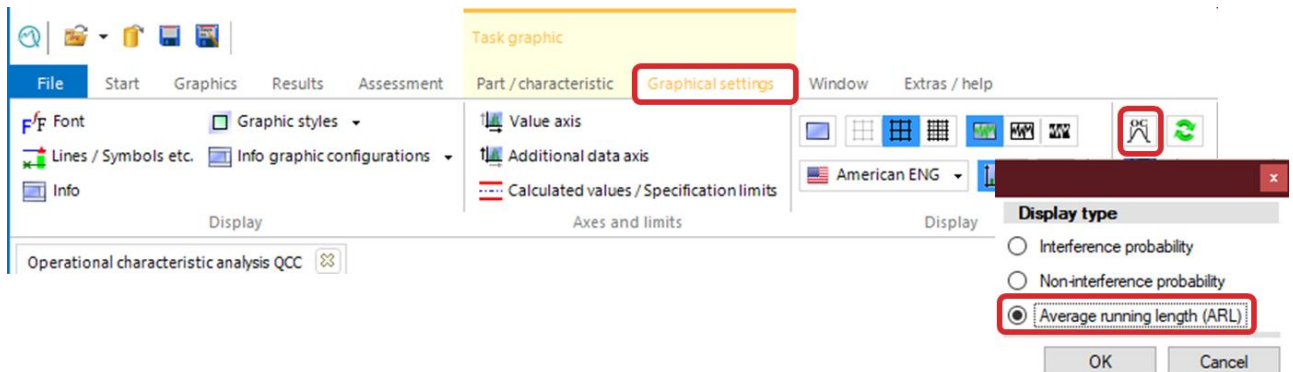 Task graphic
File Start Graphics Results Assessment Part / characteristic Graphical settings Window Extras / help
Font Graphic styles Value axis
Lines / Symbols etc. Info graphic configurations Additional data axis American ENG
Info Calculated values / Specification limits
Display Axes and limits Display
Operational characteristic analysis QCC
OC
x
Display type
Interference probability
Non-interference probability
Average running length (ARL)
OK Cancel